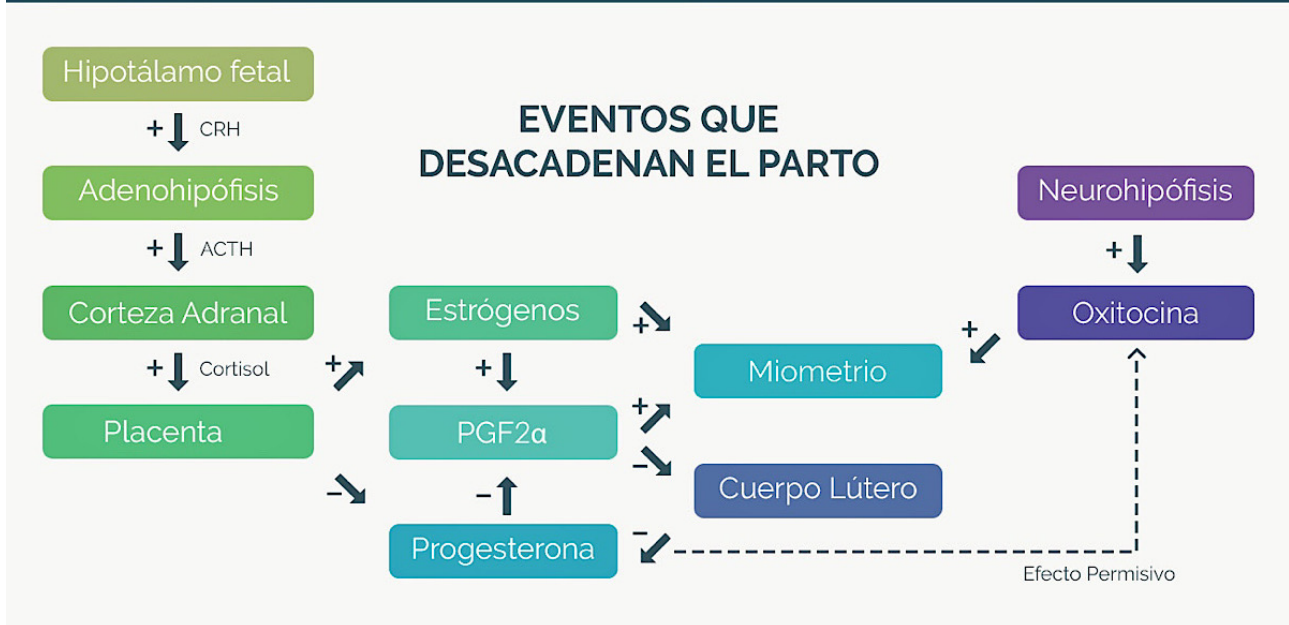 EVENTOS QUE
DESACADENAN EL PARTO
Hipotálamo fetal
+ CRH
Adenohipófisis
+ ACTH
Corteza Adranal
+ Cortisol
Placenta
+
−
Estrógenos
+
PGF2α
−
Progesterona
+
+
−
−
Miometrio
Cuerpo Lútero
Neurohipófisis
+
Oxitocina
+
Efecto Permisivo